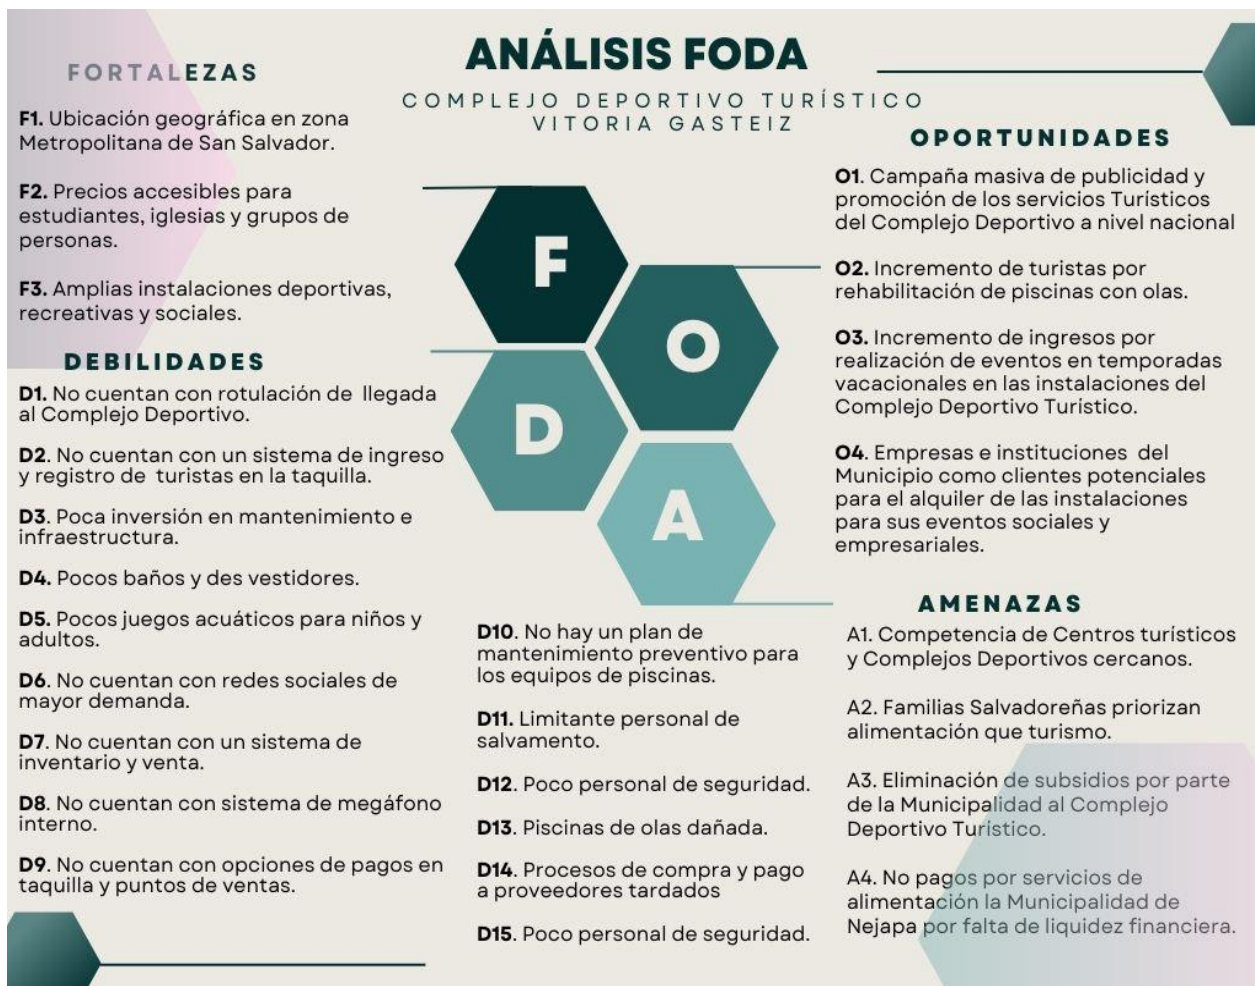 ANÁLISIS FODA
COMPLEJO DEPORTIVO TURÍSTICO
VITORIA GASTEIZ
FORTALEZAS
F1. Ubicación geográfica en zona
Metropolitana de San Salvador.
F2. Precios accesibles para
estudiantes, iglesias y grupos de
personas.
F3. Amplias instalaciones deportivas,
recreativas y sociales.
DEBILIDADES
D1. No cuentan con rotulación de llegada
al Complejo Deportivo.
D2. No cuentan con un sistema de ingreso
y registro de turistas en la taquilla.
D3. Poca inversión en mantenimiento e
infraestructura.
D4. Pocos baños y des vestidores.
D5. Pocos juegos acuáticos para niños y
adultos.
D6. No cuentan con redes sociales de
mayor demanda.
D7. No cuentan con un sistema de
inventario y venta.
D8. No cuentan con sistema de megáfono
interno.
D9. No cuentan con opciones de pagos en
taquilla y puntos de ventas.
F
O
D
A
D10. No hay un plan de
mantenimiento preventivo para
los equipos de piscinas.
D11. Limitante personal de
salvamento.
D12. Poco personal de seguridad.
D13. Piscinas de olas dañada.
D14. Procesos de compra y pago
a proveedores tardados
D15. Poco personal de seguridad.
OPORTUNIDADES
O1. Campaña masiva de publicidad y
promoción de los servicios Turísticos
del Complejo Deportivo a nivel nacional
O2. Incremento de turistas por
rehabilitación de piscinas con olas.
O3. Incremento de ingresos por
realización de eventos en temporadas
vacacionales en las instalaciones del
Complejo Deportivo Turístico.
O4. Empresas e instituciones del
Municipio como clientes potenciales
para el alquiler de las instalaciones
para sus eventos sociales y
empresariales.
AMENAZAS
A1. Competencia de Centros turísticos
y Complejos Deportivos cercanos.
A2. Familias Salvadoreñas priorizan
alimentación que turismo.
A3. Eliminación de subsidios por parte
de la Municipalidad al Complejo
Deportivo Turístico.
A4. No pagos por servicios de
alimentación la Municipalidad de
Nejapa por falta de liquidez financiera.